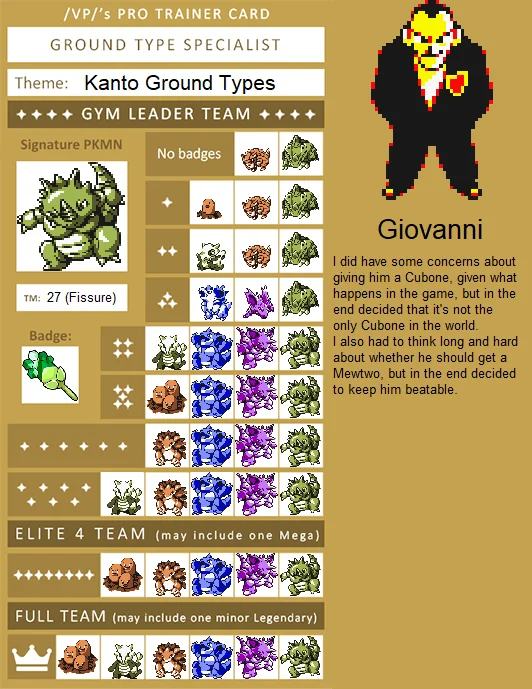 /VP/'s PRO TRAINER CARD
GROUND TYPE SPECIALIST
Theme: Kanto Ground Types
GYM LEADER TEAM
Signature PKMN
No badges
TM: 27 (Fissure)
Badge:
ELITE 4 TEAM (may include one Mega)
FULL TEAM (may include one minor Legendary)
Giovanni
I did have some concerns about
giving him a Cubone, given what
happens in the game, but in the
end decided that it's not the
only Cubone in the world.
I also had to think long and hard
about whether he should get a
Mewtwo, but in the end decided
to keep him beatable.